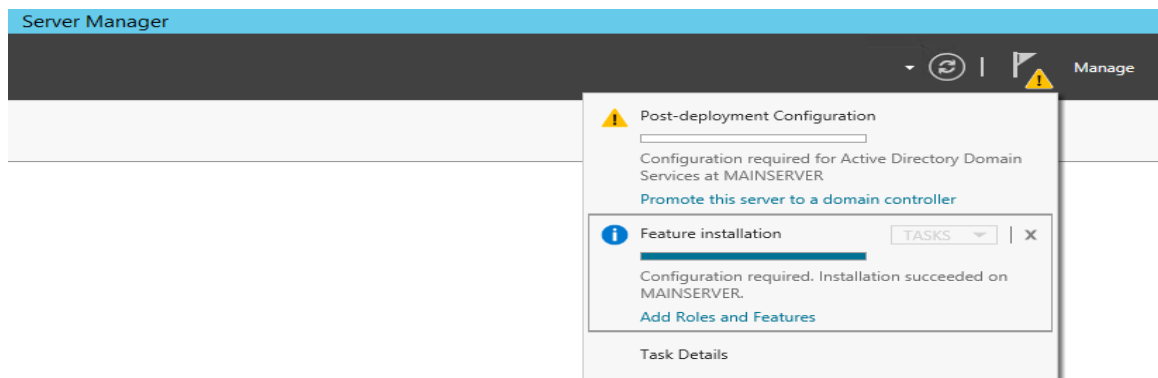 Server Manager
Manage
Post-deployment Configuration
Configuration required for Active Directory Domain
Services at MAINSERVER
Promote this server to a domain controller
Feature installation
TASKS
Configuration required. Installation succeeded on
MAINSERVER.
Add Roles and Features
Task Details